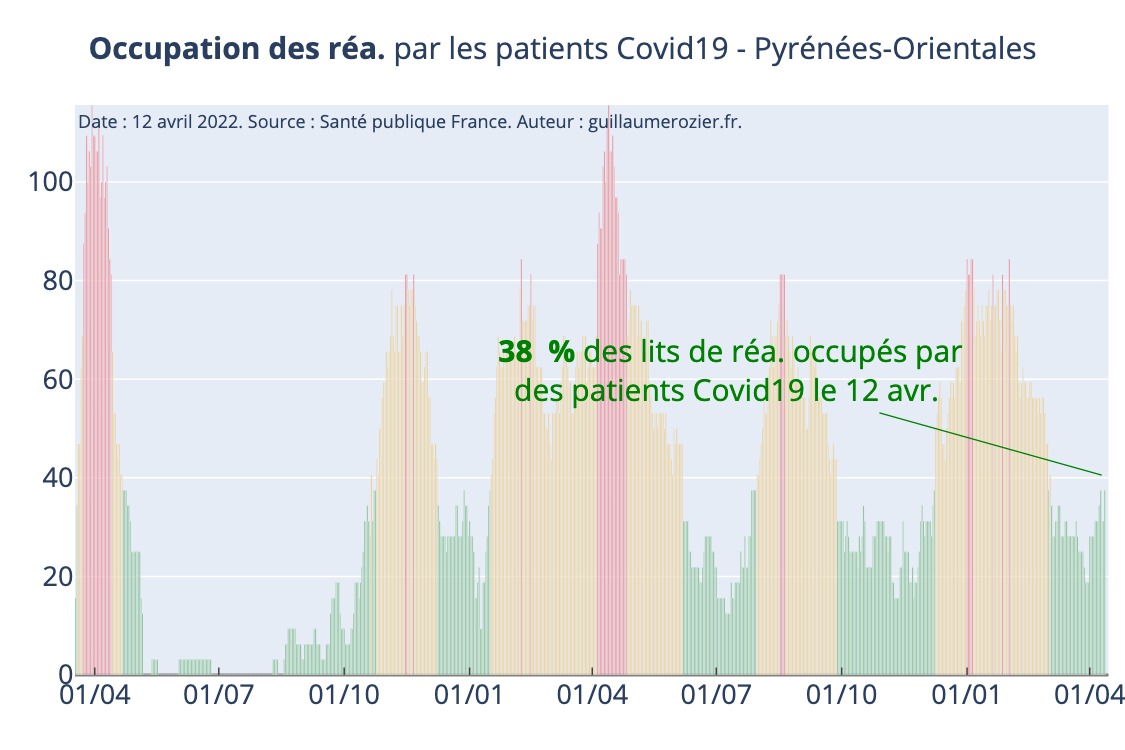 Occupation des réa. par les patients Covid19 - Pyrénées-Orientales
Date : 12 avril 2022. Source : Santé publique France. Auteur : guillaumerozier.fr.
100
80
38 % des lits de réa. occupés par
des patients Covid19 le 12 avr.
60
40
20
0
01/04 01/07 01/10 01/01 01/04 01/07 01/10 01/01 01/04